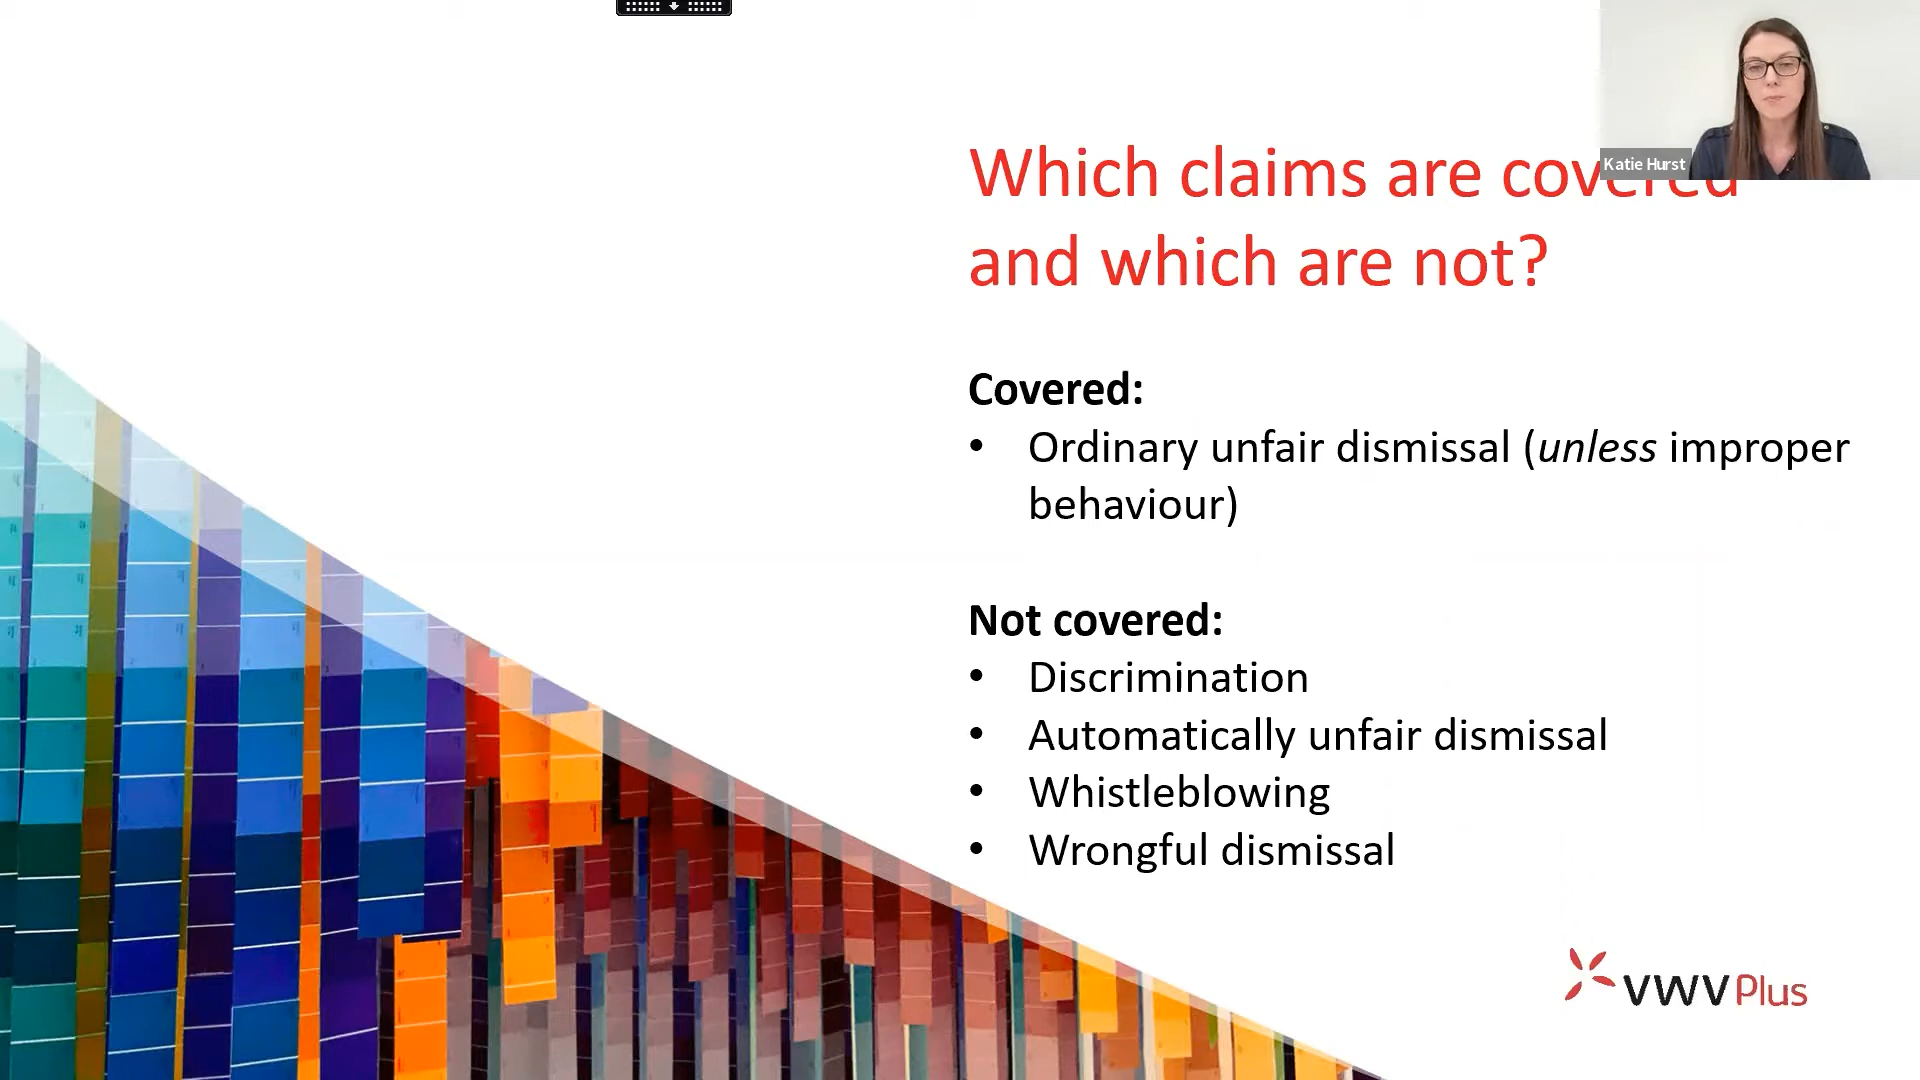 Which claims are covered
and which are not?
Katie Hurst
Covered:
• Ordinary unfair dismissal (unless improper
behaviour)
Not covered:
• Discrimination
• Automatically unfair dismissal
• Whistleblowing
• Wrongful dismissal
VWV Plus